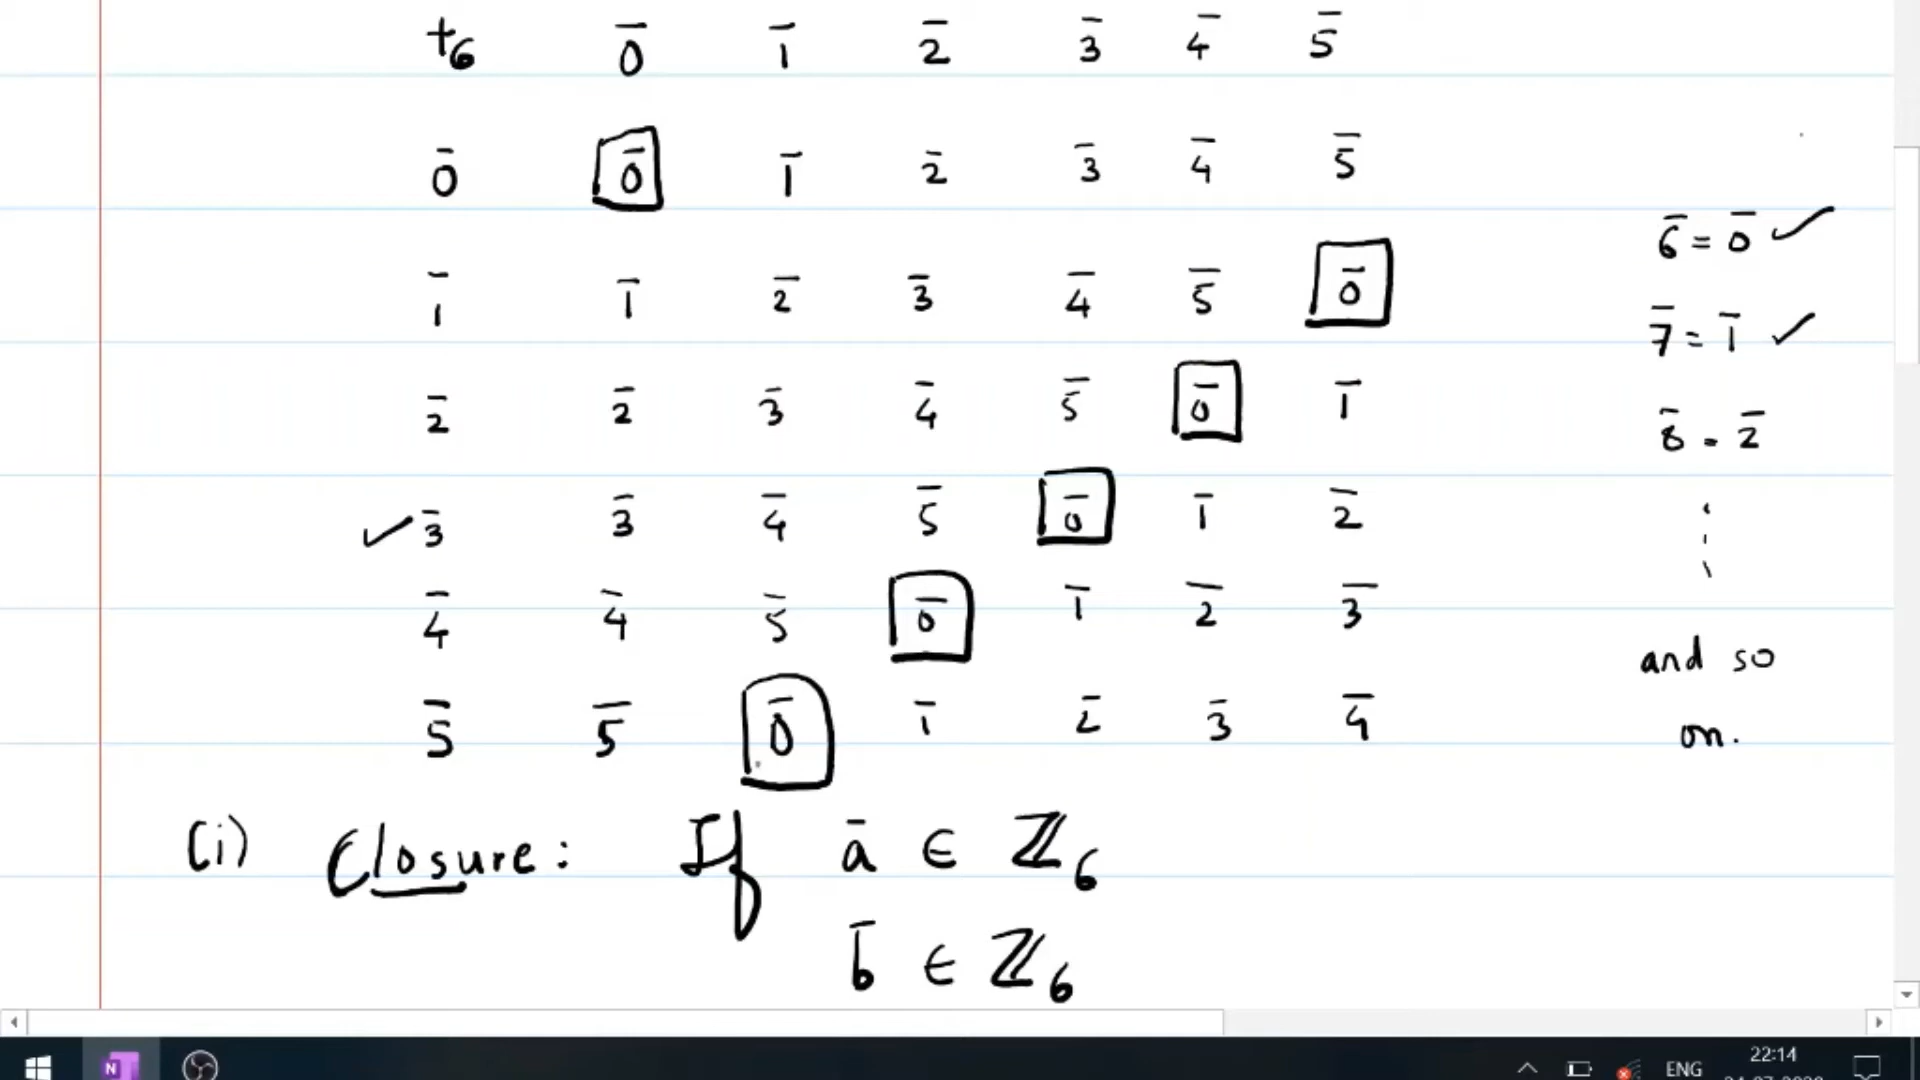 +₆ 0̄ 1̄ 2̄ 3̄ 4̄ 5̄
0̄ 0̄ 1̄ 2̄ 3̄ 4̄ 5̄
6̄ = 0̄ ✓
1̄ 1̄ 2̄ 3̄ 4̄ 5̄ 0̄
7̄ = 1̄ ✓
2̄ 2̄ 3̄ 4̄ 5̄ 0̄ 1̄
8̄ = 2̄
✓ 3̄ 3̄ 4̄ 5̄ 0̄ 1̄ 2̄
4̄ 4̄ 5̄ 0̄ 1̄ 2̄ 3̄
and so
5̄ 5̄ 0̄ 1̄ 2̄ 3̄ 4̄
on.
(i) Closure: If ā ∈ ℤ₆
b̄ ∈ ℤ₆
N
ENG
22:14